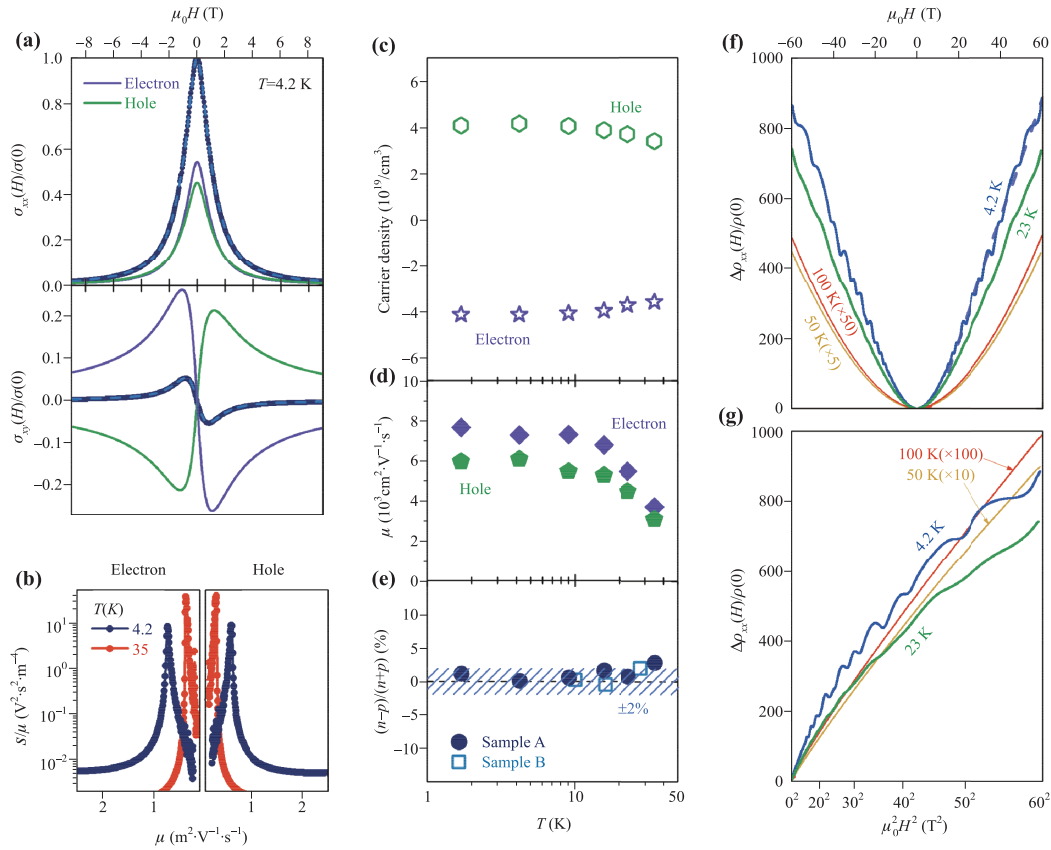 (a)
μ₀H (T)
−8 −6 −4 −2 0 2 4 6 8
1.0
0.8
0.6
0.4
0.2
0.0
σxx(H)/σ(0)
Electron
Hole
T=4.2 K
0.2
0.1
0.0
−0.1
−0.2
σxy(H)/σ(0)
(b)
Electron Hole
T(K)
4.2
35
10¹
10⁰
10⁻¹
10⁻²
S/μ (V²·s²·m⁻¹)
2 1 1 2
μ (m²·V⁻¹·s⁻¹)
(c)
6
4
2
0
−2
−4
−6
Carrier density (10¹⁹/cm³)
Hole
Electron
(d)
10
8
6
4
2
0
μ (10³cm²·V⁻¹·s⁻¹)
Electron
Hole
(e)
10
5
0
−5
−10
(n−p)/(n+p) (%)
±2%
Sample A
Sample B
1 10 50
T (K)
(f)
μ₀H (T)
−60 −40 −20 0 20 40 60
1000
800
600
400
200
0
Δρxx(H)/ρ(0)
4.2 K
23 K
100 K(×50)
50 K(×5)
(g)
1000
800
600
400
200
0
Δρxx(H)/ρ(0)
100 K(×100)
50 K(×10)
4.2 K
23 K
0² 20² 30² 40² 50² 60²
μ₀²H² (T²)